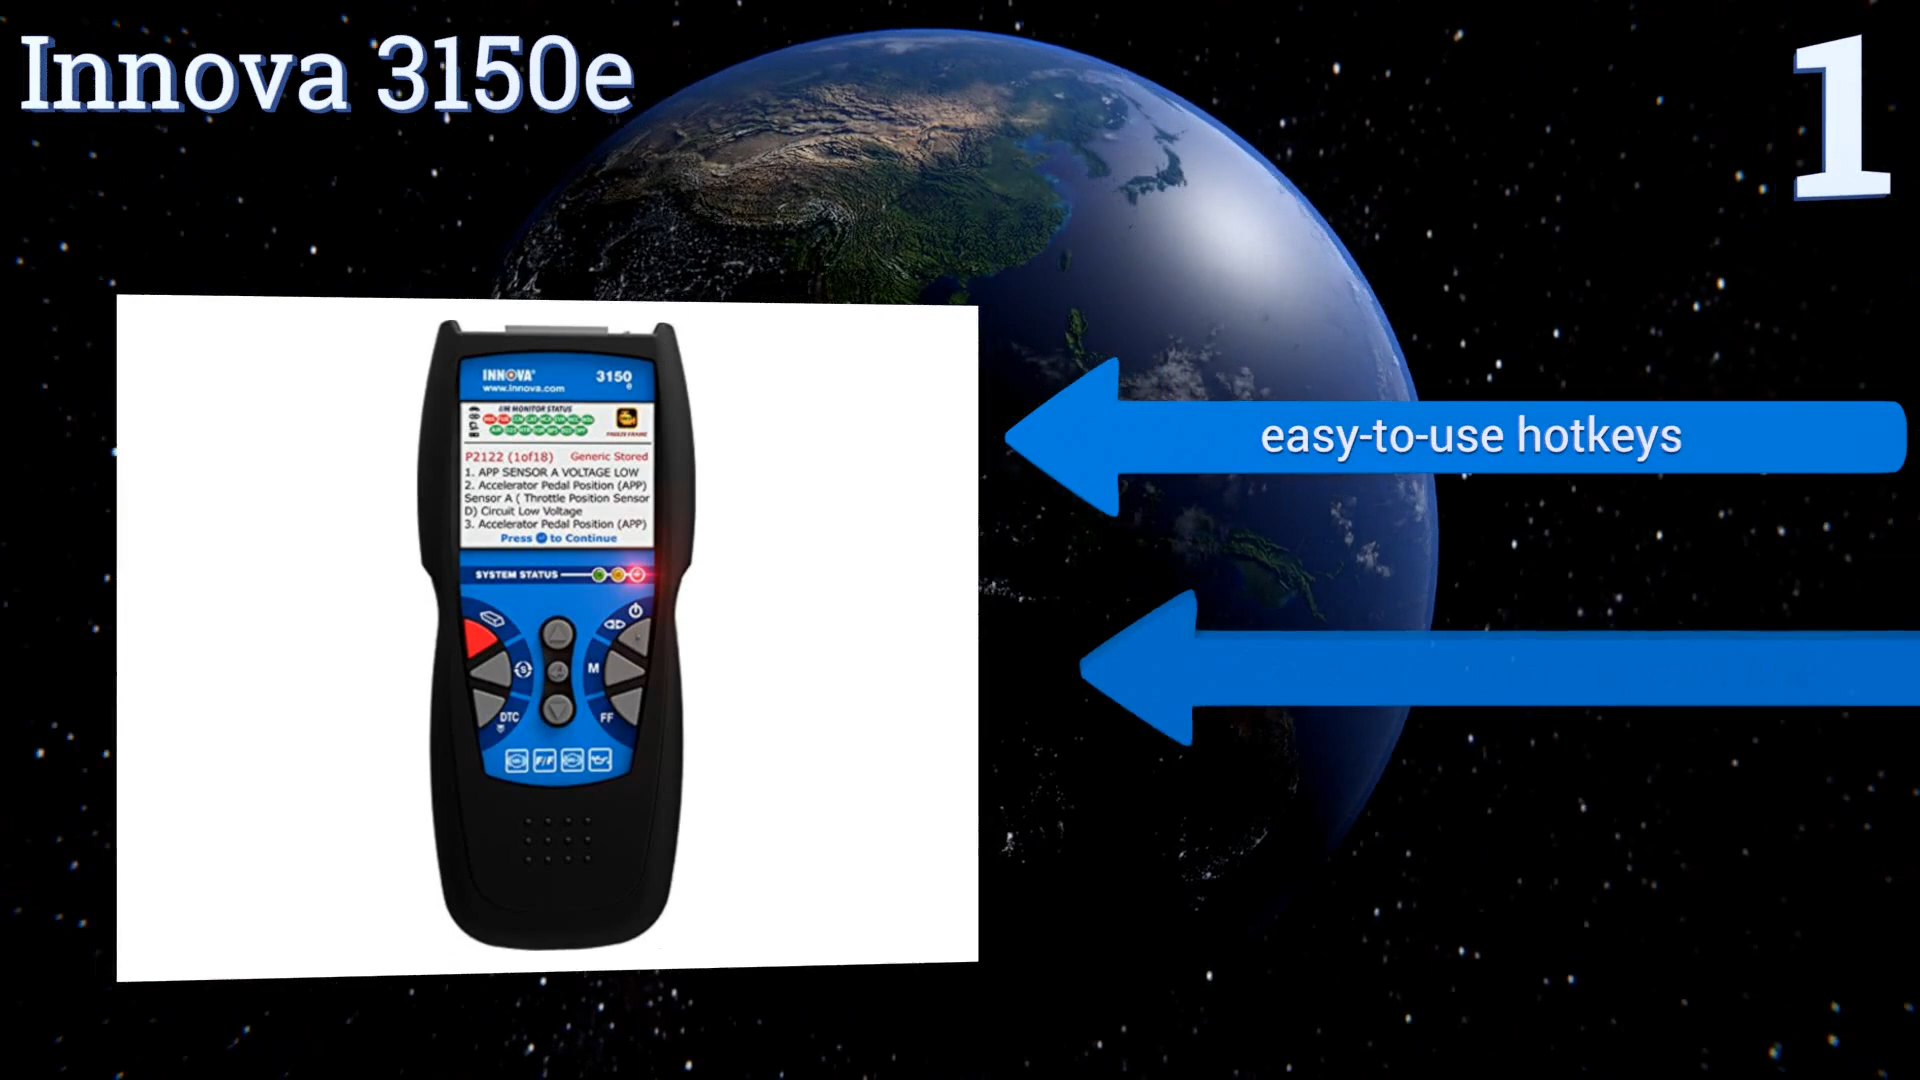 Innova 3150e
1
easy-to-use hotkeys
INNOVA
3150
e
www.innova.com
I/M MONITOR STATUS
FREEZE FRAME
P2122 (1of18) Generic Stored
1. APP SENSOR A VOLTAGE LOW
2. Accelerator Pedal Position (APP)
Sensor A ( Throttle Position Sensor
D) Circuit Low Voltage
3. Accelerator Pedal Position (APP)
Press to Continue
SYSTEM STATUS
S
M
DTC
FF
F/F